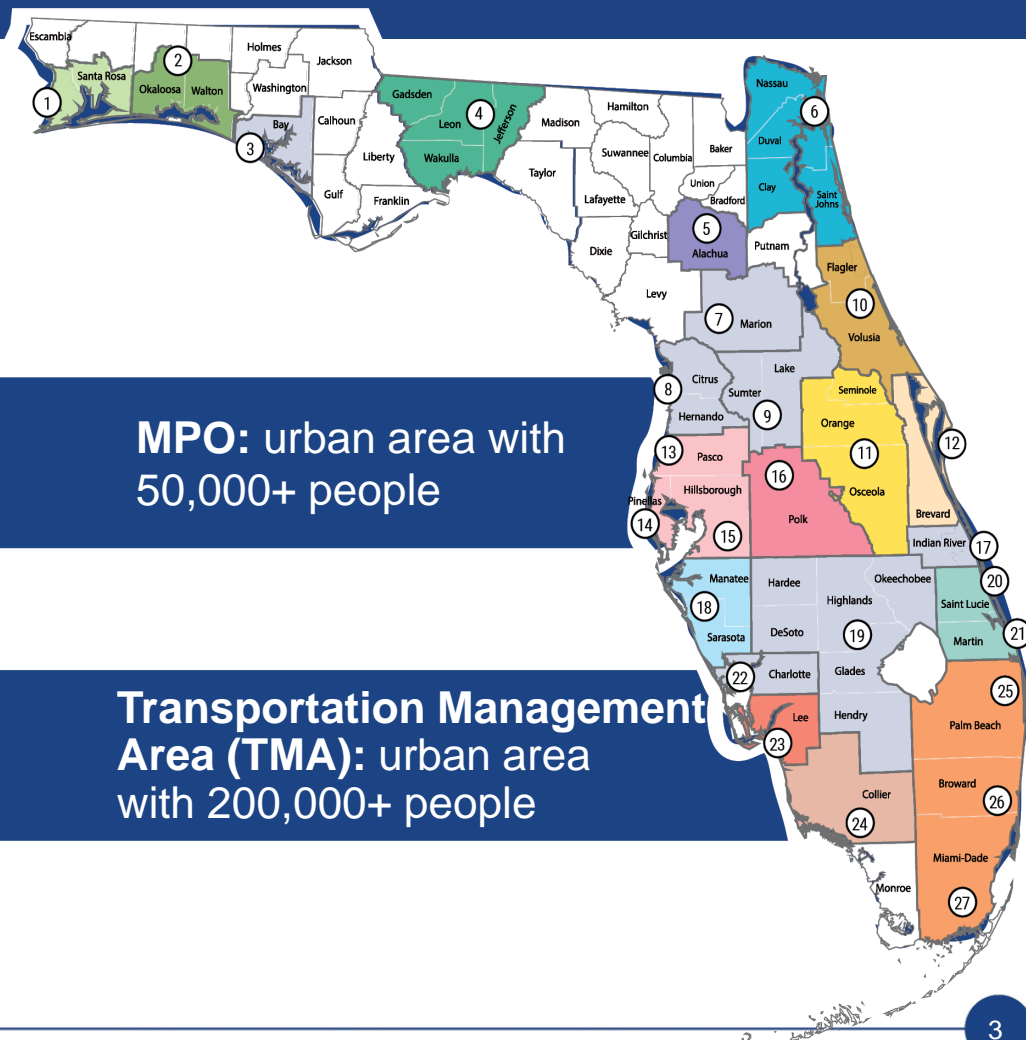 Escambia
Santa Rosa
1
2
Okaloosa
Walton
Holmes
Washington
Jackson
Bay
3
Calhoun
Gulf
Liberty
Franklin
Gadsden
Leon
4
Jefferson
Wakulla
Madison
Taylor
Hamilton
Suwannee
Columbia
Lafayette
Dixie
Gilchrist
Baker
Union
Bradford
5
Alachua
Putnam
Levy
Nassau
6
Duval
Clay
Saint
Johns
Flagler
10
Volusia
7
Marion
8
Citrus
Hernando
Lake
Sumter
9
Seminole
Orange
11
Osceola
12
Brevard
13
Pasco
Hillsborough
Pinellas
14
15
16
Polk
Indian River
17
20
Saint Lucie
Martin
21
Manatee
18
Sarasota
Hardee
DeSoto
Highlands
Okeechobee
19
Glades
Hendry
22
Charlotte
Lee
23
Collier
24
25
Palm Beach
Broward
26
Miami-Dade
27
Monroe
MPO: urban area with
50,000+ people
Transportation Management
Area (TMA): urban area
with 200,000+ people
3